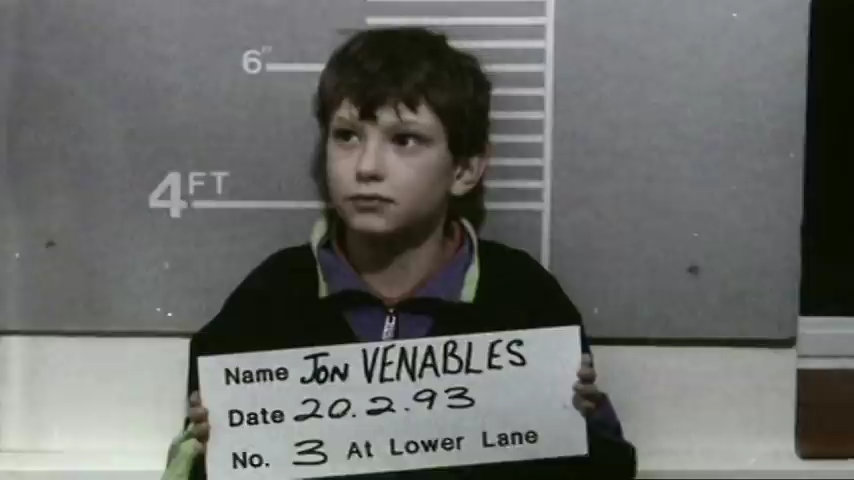 6"
4FT
Name Jon VENABLES
Date 20.2.93
No. 3 At Lower Lane